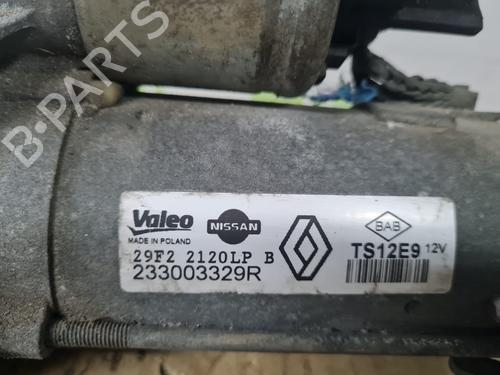 B-PARTS
Valeo
MADE IN POLAND
NISSAN
BAB
TS12E9 12V
29F2 2120LP B
233003329R